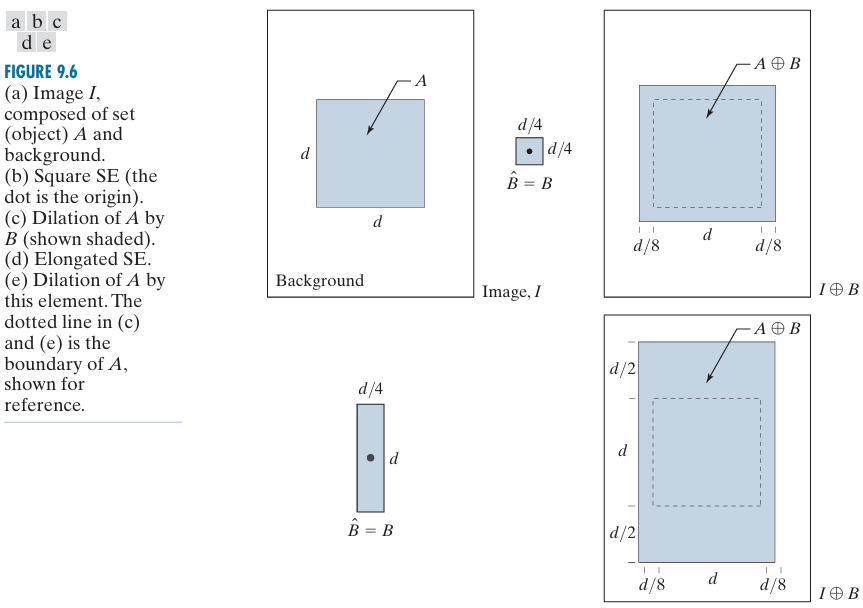 a b c
d e
FIGURE 9.6
(a) Image I,
composed of set
(object) A and
background.
(b) Square SE (the
dot is the origin).
(c) Dilation of A by
B (shown shaded).
(d) Elongated SE.
(e) Dilation of A by
this element. The
dotted line in (c)
and (e) is the
boundary of A,
shown for
reference.
A
d
d
Background
Image, I
d/4
d/4
B̂ = B
A ⊕ B
d/8
d
d/8
I ⊕ B
d/4
d
B̂ = B
A ⊕ B
d/2
d
d/2
d/8
d
d/8
I ⊕ B